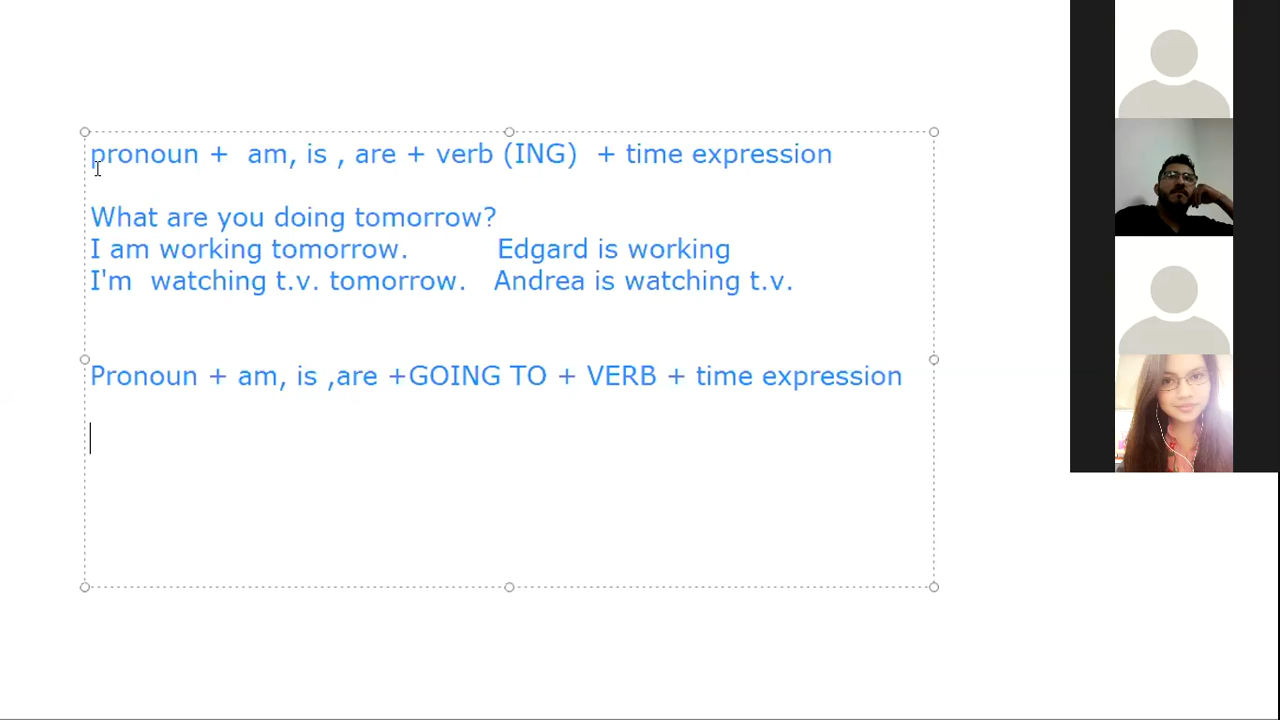 pronoun +  am, is , are + verb (ING)  + time expression
What are you doing tomorrow?
I am working tomorrow.          Edgard is working
I'm  watching t.v. tomorrow.   Andrea is watching t.v.
Pronoun + am, is ,are +GOING TO + VERB + time expression